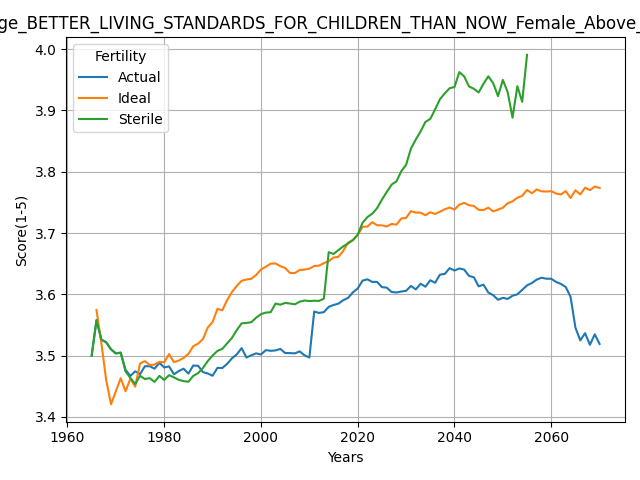 ge_BETTER_LIVING_STANDARDS_FOR_CHILDREN_THAN_NOW_Female_Above_
Fertility
Actual
Ideal
Sterile
4.0
3.9
3.8
3.7
3.6
3.5
3.4
Score(1-5)
1960 1980 2000 2020 2040 2060
Years